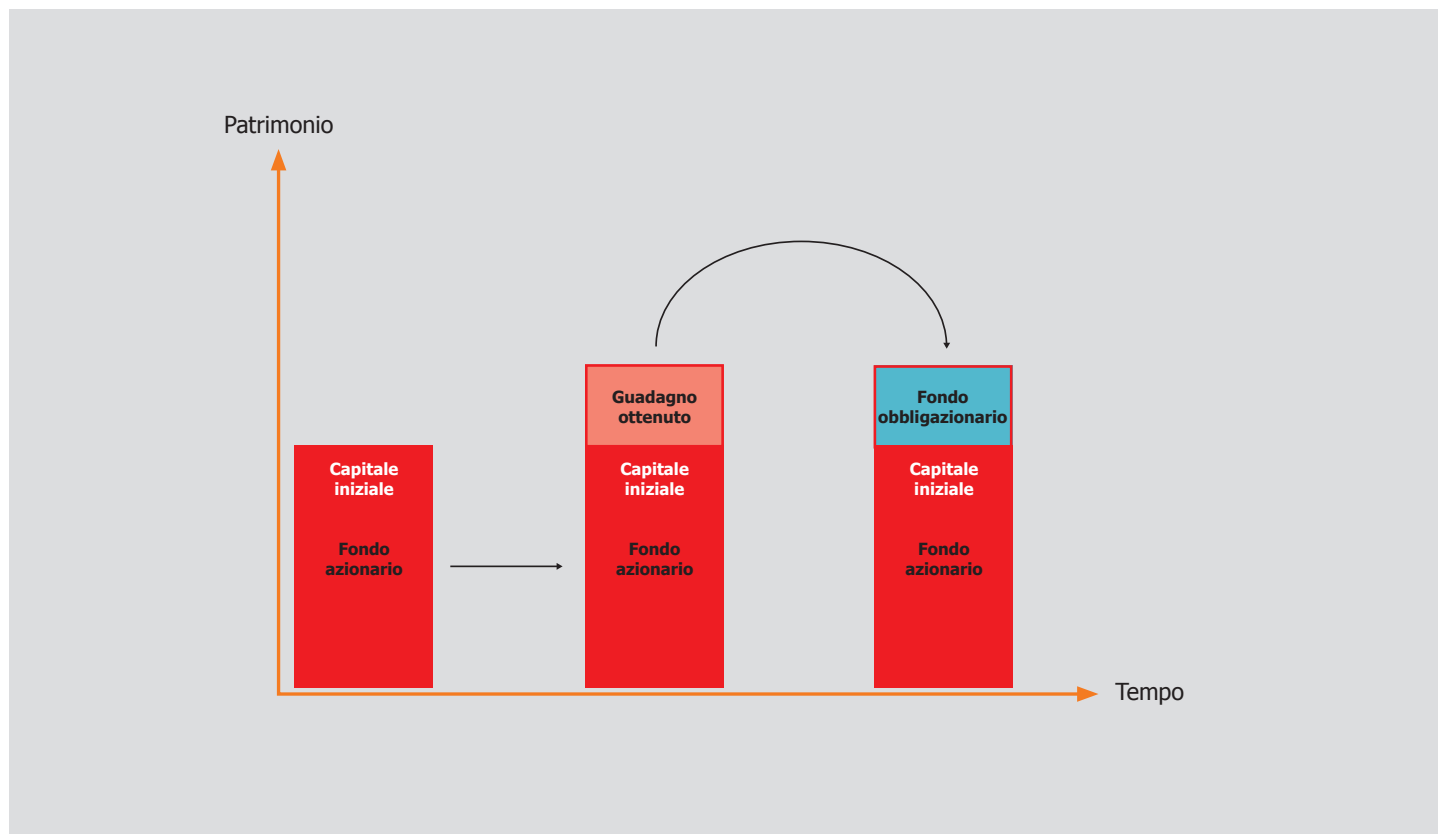 Patrimonio
Guadagno
ottenuto
Fondo
obbligazionario
Capitale
iniziale
Capitale
iniziale
Capitale
iniziale
Fondo
azionario
Fondo
azionario
Fondo
azionario
Tempo